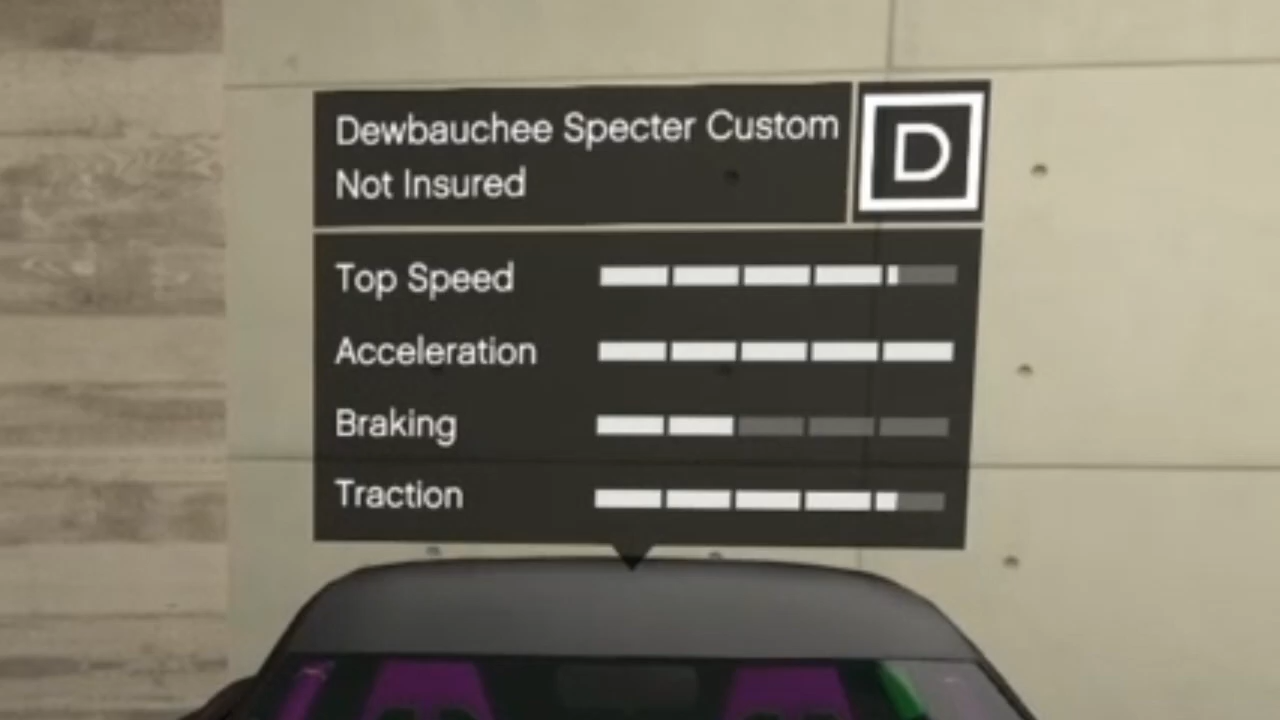 Dewbauchee Specter Custom
Not Insured
D
Top Speed
Acceleration
Braking
Traction